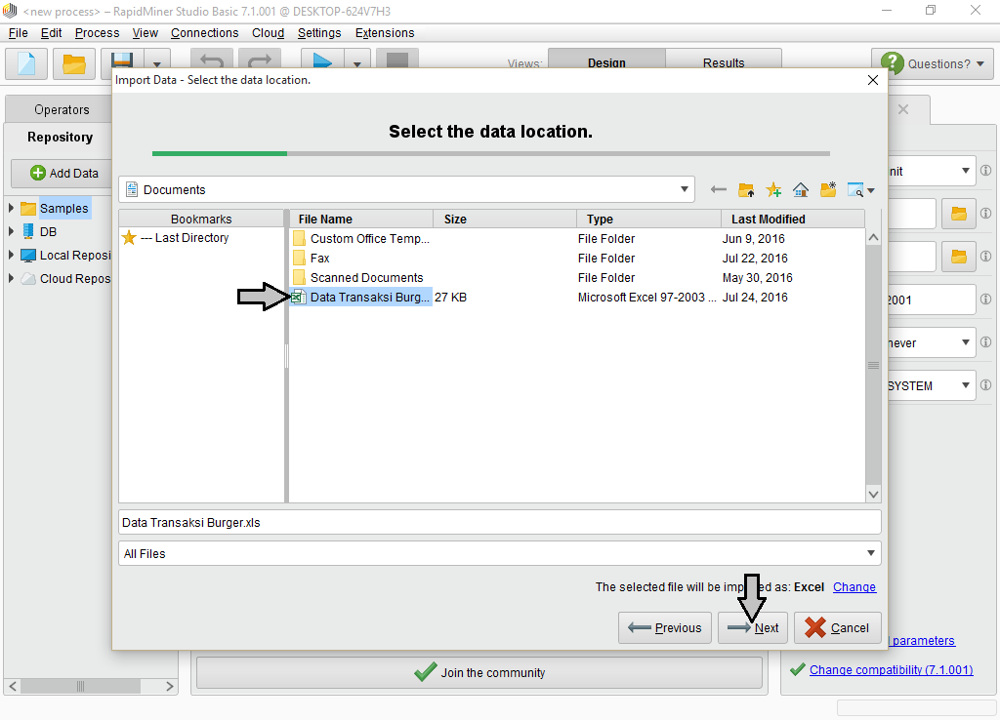 <new process> – RapidMiner Studio Basic 7.1.001 @ DESKTOP-624V7H3
File Edit Process View Connections Cloud Settings Extensions
Views: Design Results Questions?
Import Data - Select the data location.
Operators
Repository
Add Data
Samples
DB
Local Reposi
Cloud Repos
Select the data location.
Documents
Bookmarks File Name Size Type Last Modified
--- Last Directory
Custom Office Temp... File Folder Jun 9, 2016
Fax File Folder Jul 22, 2016
Scanned Documents File Folder May 30, 2016
Data Transaksi Burg... 27 KB Microsoft Excel 97-2003 ... Jul 24, 2016
Data Transaksi Burger.xls
All Files
The selected file will be imp ed as: Excel Change
Previous Next Cancel
nit
2001
never
SYSTEM
parameters
Change compatibility (7.1.001)
Join the community